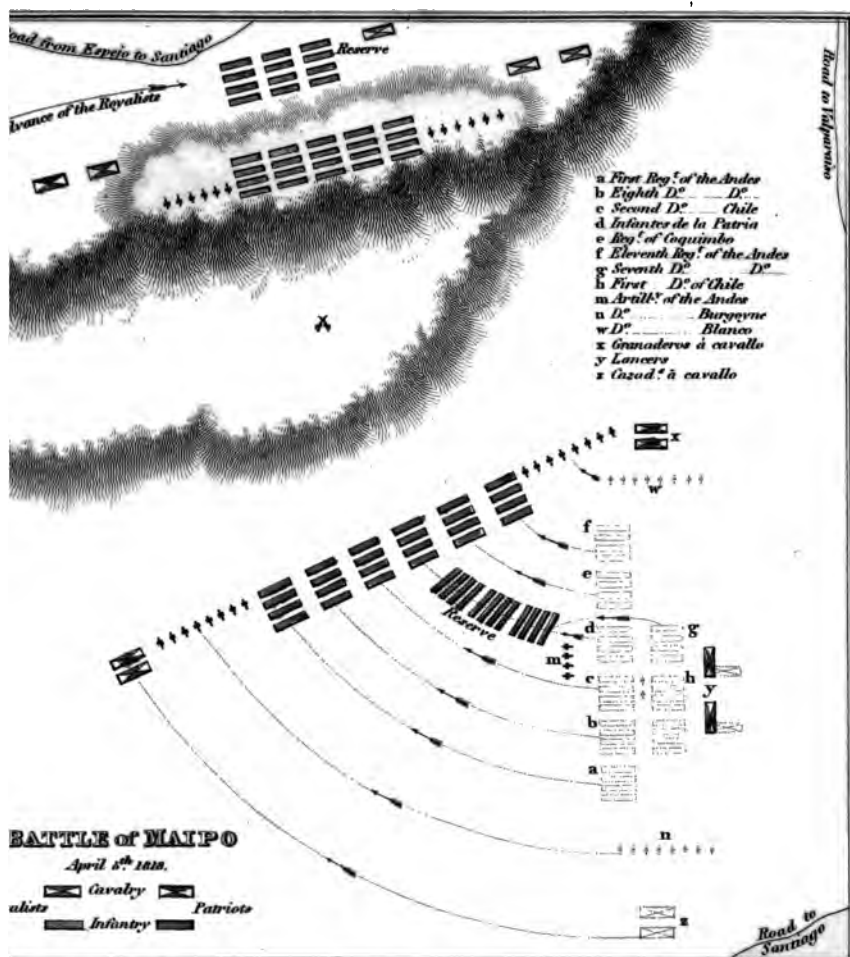 Road from Espejo to Santiago
Reserve
Advance of the Royalists
Road to Valparaiso
a First Regt. of the Andes
b Eighth Do. Do.
c Second Do. Chile
d Infantes de la Patria
e Regt. of Coquimbo
f Eleventh Regt. of the Andes
g Seventh Do. Do.
h First Do. of Chile
m Artilly. of the Andes
n Do. Burgoyne
w Do. Blanco
x Granaderos à cavallo
y Lancers
z Cazads. à cavallo
x
w
f
e
Reserve
d
g
m
c
h
y
b
a
n
z
BATTLE of MAIPO
April 5th 1818.
Cavalry
alists
Patriots
Infantry
Road to
Santiago